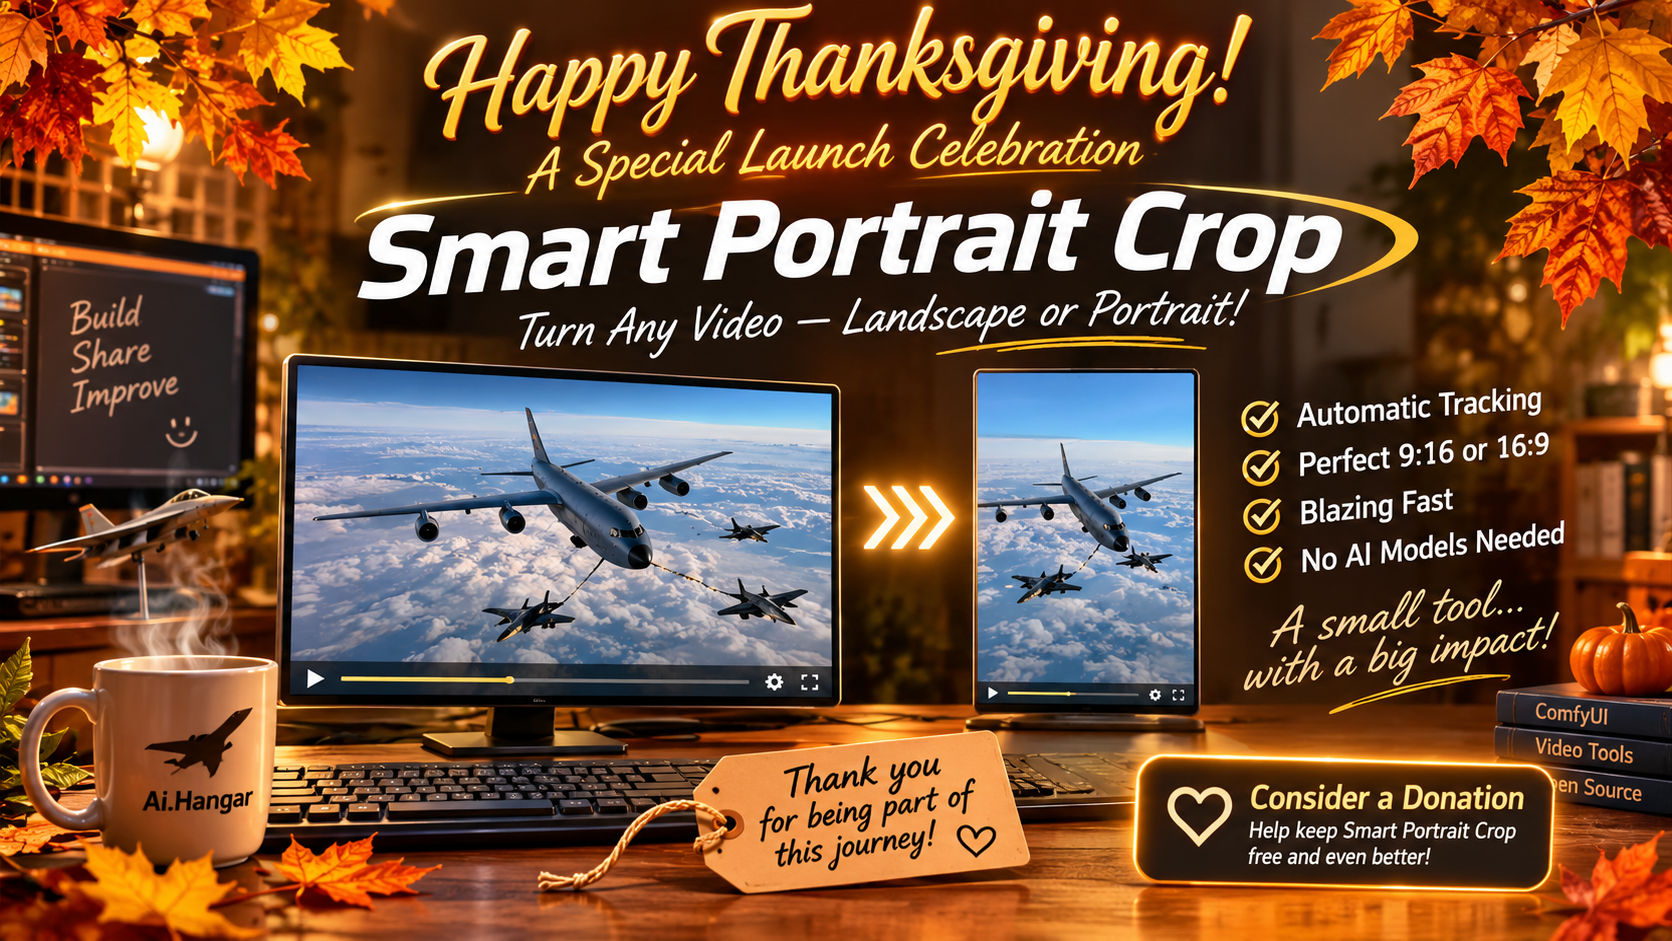 Happy Thanksgiving!
A Special Launch Celebration
Smart Portrait Crop
Turn Any Video — Landscape or Portrait!
Build
Share
Improve
Automatic Tracking
Perfect 9:16 or 16:9
Blazing Fast
No AI Models Needed
A small tool...
with a big impact!
ComfyUI
Video Tools
en Source
Ai.Hangar
Thank you
for being part of
this journey!
Consider a Donation
Help keep Smart Portrait Crop
free and even better!